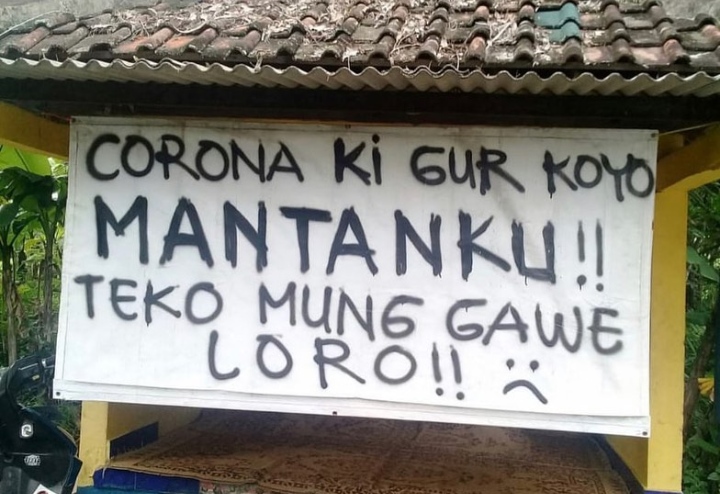 CORONA Ki GUR KOYO
MANTANKU!!
TEKO MUNG GAWE
LORO!! :(